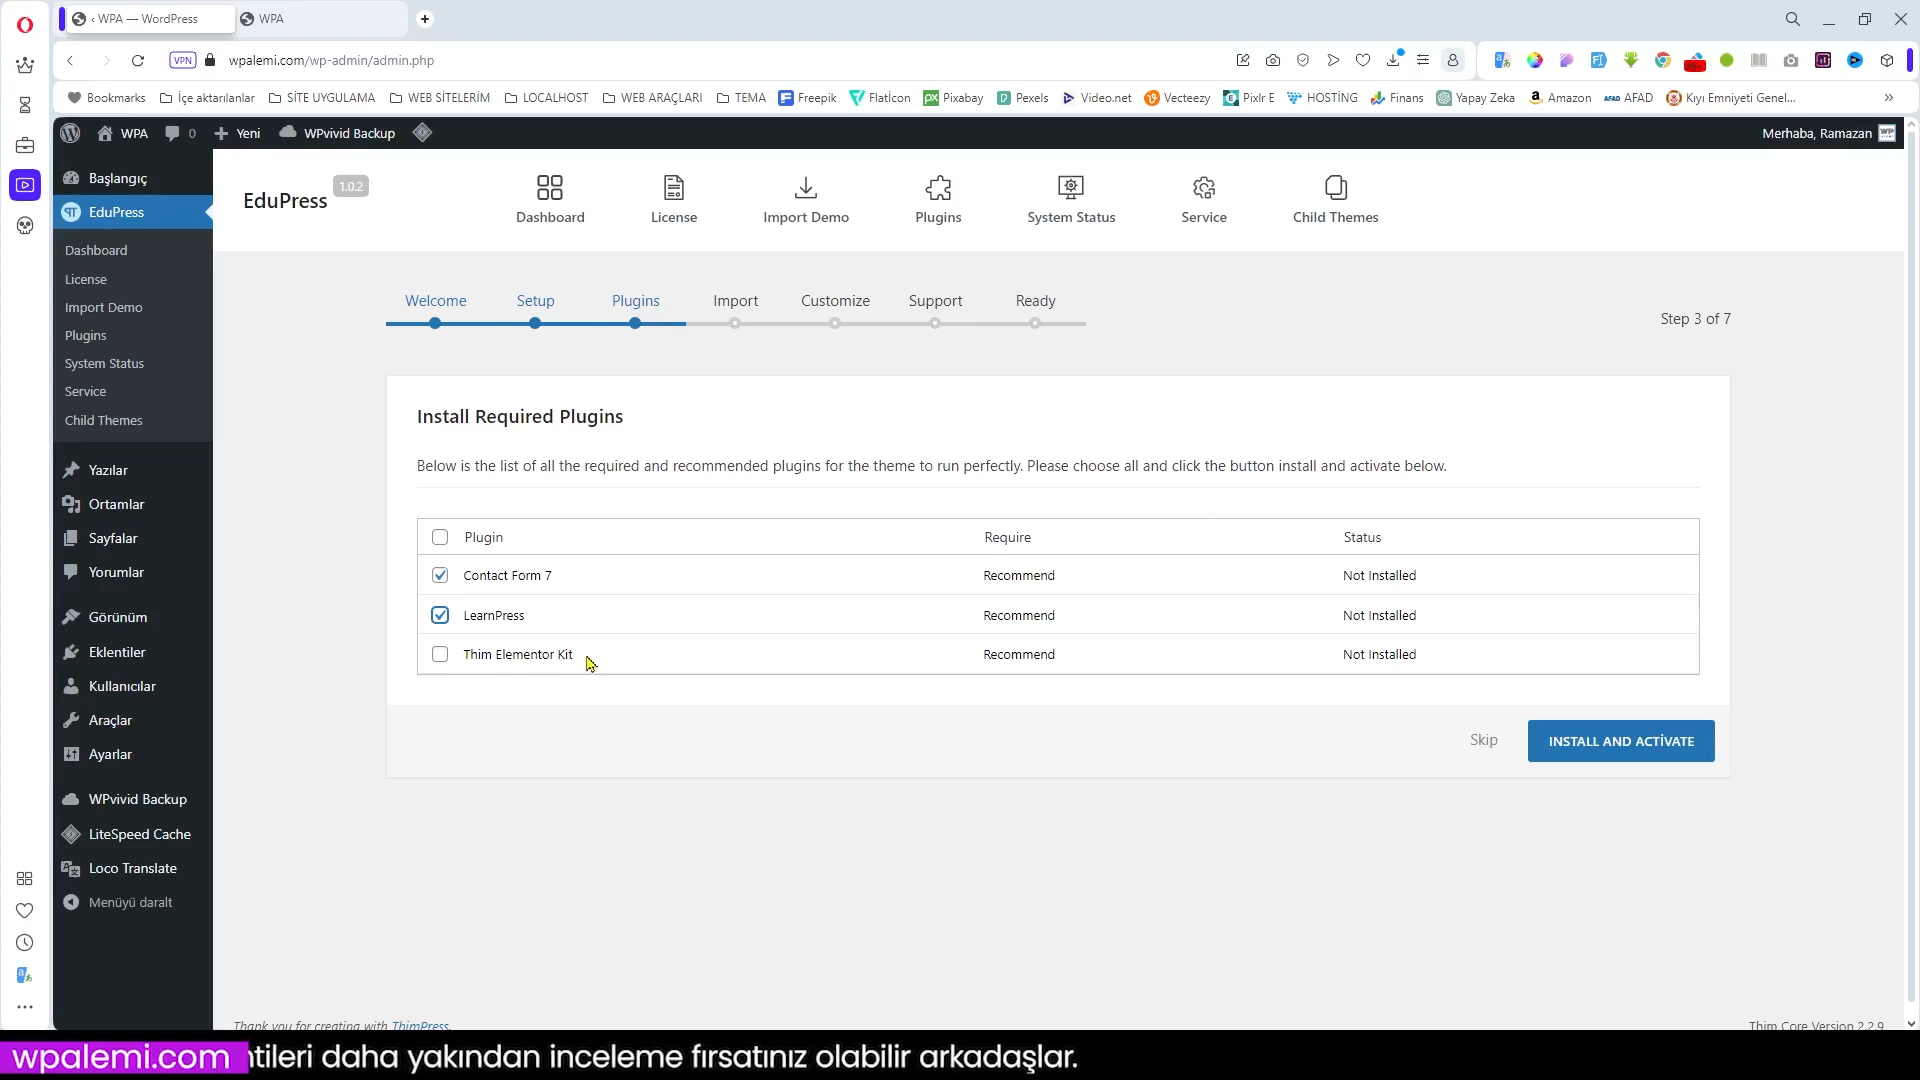 ‹ WPA — WordPress
WPA
VPN
wpalemi.com/wp-admin/admin.php
Bookmarks
İçe aktarılanlar
SİTE UYGULAMA
WEB SİTELERİM
LOCALHOST
WEB ARAÇLARI
TEMA
Freepik
Flatİcon
Pixabay
Pexels
Video.net
Vecteezy
Pixlr E
HOSTİNG
Finans
Yapay Zeka
Amazon
AFAD
Kıyı Emniyeti Genel...
WPA
0
Yeni
WPvivid Backup
Merhaba, Ramazan
Başlangıç
EduPress
Dashboard
License
Import Demo
Plugins
System Status
Service
Child Themes
Yazılar
Ortamlar
Sayfalar
Yorumlar
Görünüm
Eklentiler
Kullanıcılar
Araçlar
Ayarlar
WPvivid Backup
LiteSpeed Cache
Loco Translate
Menüyü daralt
EduPress 1.0.2
Dashboard
License
Import Demo
Plugins
System Status
Service
Child Themes
Welcome
Setup
Plugins
Import
Customize
Support
Ready
Step 3 of 7
Install Required Plugins
Below is the list of all the required and recommended plugins for the theme to run perfectly. Please choose all and click the button install and activate below.
Plugin Require Status
Contact Form 7 Recommend Not Installed
LearnPress Recommend Not Installed
Thim Elementor Kit Recommend Not Installed
Skip
INSTALL AND ACTİVATE
Thank you for creating with ThimPress.
Thim Core Version 2.2.9
wpalemi.com ntileri daha yakından inceleme fırsatınız olabilir arkadaşlar.